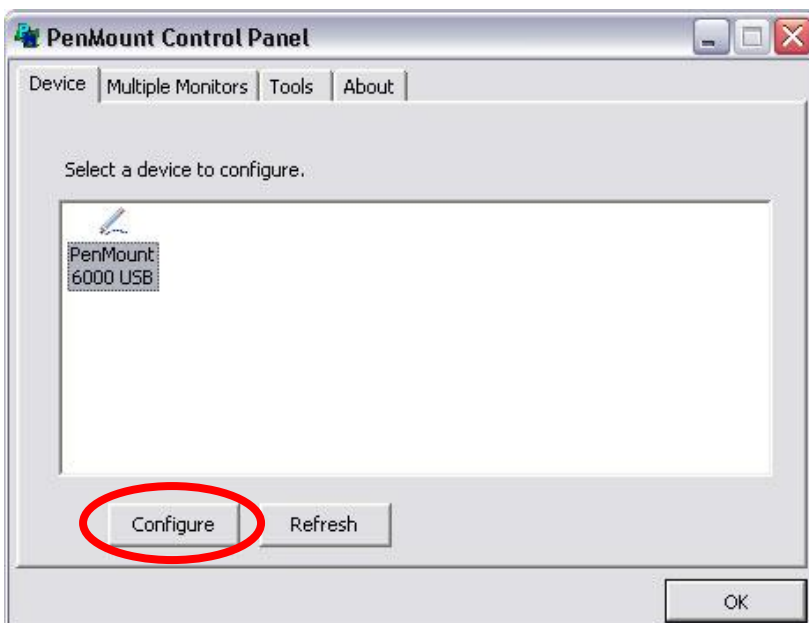 PenMount Control Panel
Device Multiple Monitors Tools About
Select a device to configure.
PenMount
6000 USB
Configure Refresh
OK